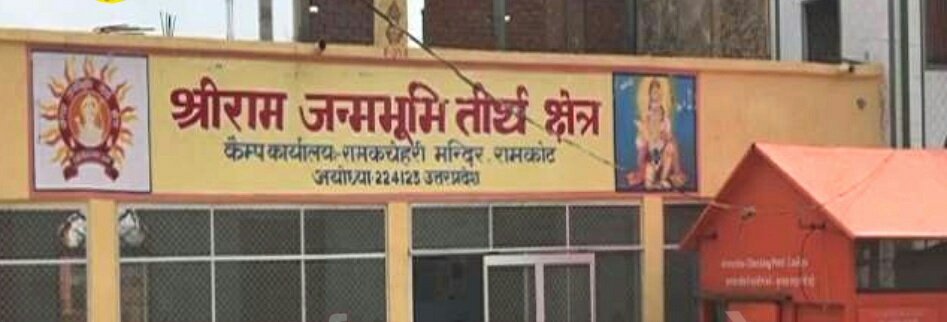 श्रीराम जन्मभूमि तीर्थ क्षेत्र
कैम्प कार्यालय-रामकचेहरी मन्दिर, रामकोट
अयोध्या-224123 उत्तरप्रदेश